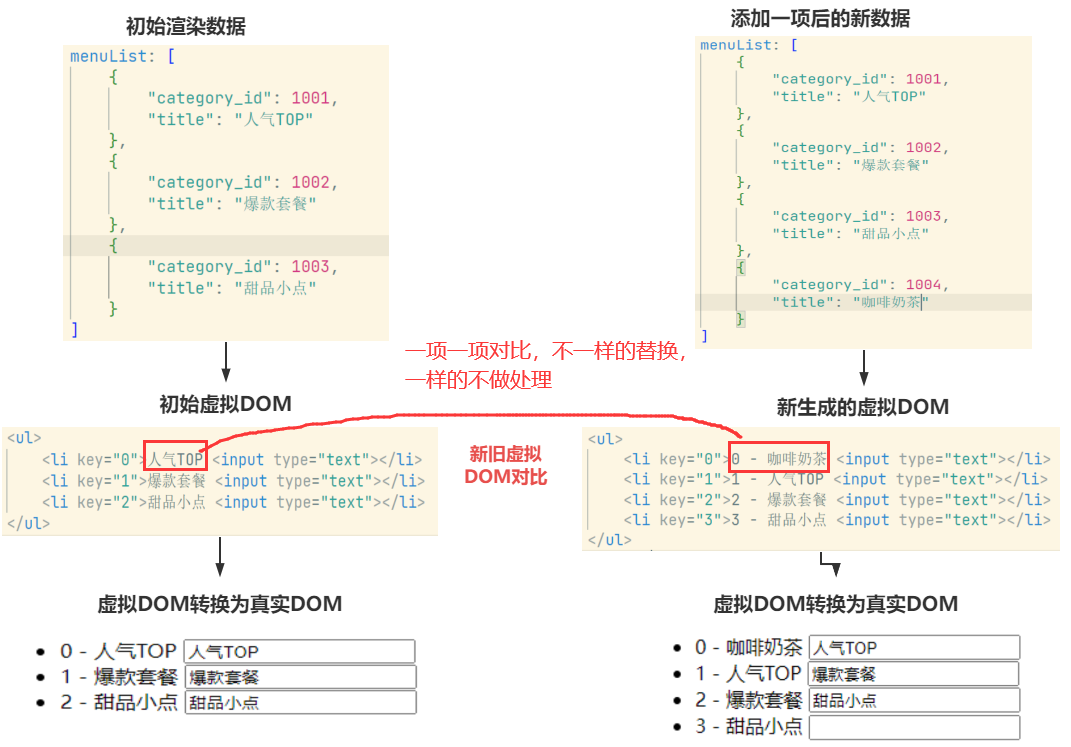 初始渲染数据
menuList: [
{
"category_id": 1001,
"title": "人气TOP"
},
{
"category_id": 1002,
"title": "爆款套餐"
},
{
"category_id": 1003,
"title": "甜品小点"
}
]
初始虚拟DOM
<ul>
<li key="0">人气TOP <input type="text"></li>
<li key="1">爆款套餐 <input type="text"></li>
<li key="2">甜品小点 <input type="text"></li>
</ul>
虚拟DOM转换为真实DOM
• 0 - 人气TOP 人气TOP
• 1 - 爆款套餐 爆款套餐
• 2 - 甜品小点 甜品小点
一项一项对比，不一样的替换，
一样的不做处理
新旧虚拟
DOM对比
添加一项后的新数据
menuList: [
{
"category_id": 1001,
"title": "人气TOP"
},
{
"category_id": 1002,
"title": "爆款套餐"
},
{
"category_id": 1003,
"title": "甜品小点"
},
{
"category_id": 1004,
"title": "咖啡奶茶"
}
]
新生成的虚拟DOM
<ul>
<li key="0">0 - 咖啡奶茶 <input type="text"></li>
<li key="1">1 - 人气TOP <input type="text"></li>
<li key="2">2 - 爆款套餐 <input type="text"></li>
<li key="3">3 - 甜品小点 <input type="text"></li>
</ul>
虚拟DOM转换为真实DOM
• 0 - 咖啡奶茶 人气TOP
• 1 - 人气TOP 爆款套餐
• 2 - 爆款套餐 甜品小点
• 3 - 甜品小点